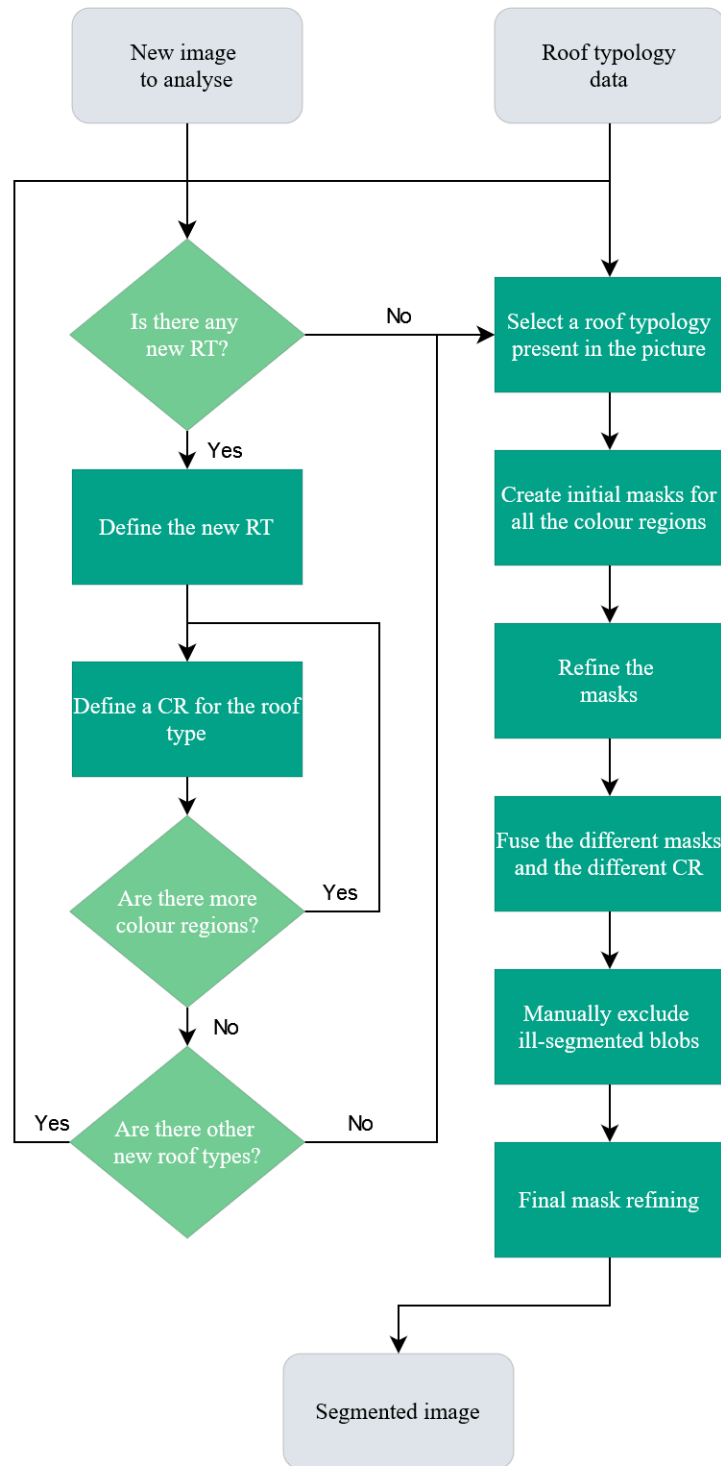 New image
to analyse
Roof typology
data
Is there any
new RT?
No
Select a roof typology
present in the picture
Yes
Define the new RT
Create initial masks for
all the colour regions
Define a CR for the roof
type
Refine the
masks
Are there more
colour regions?
Yes
Fuse the different masks
and the different CR
No
Manually exclude
ill-segmented blobs
Yes
Are there other
new roof types?
No
Final mask refining
Segmented image